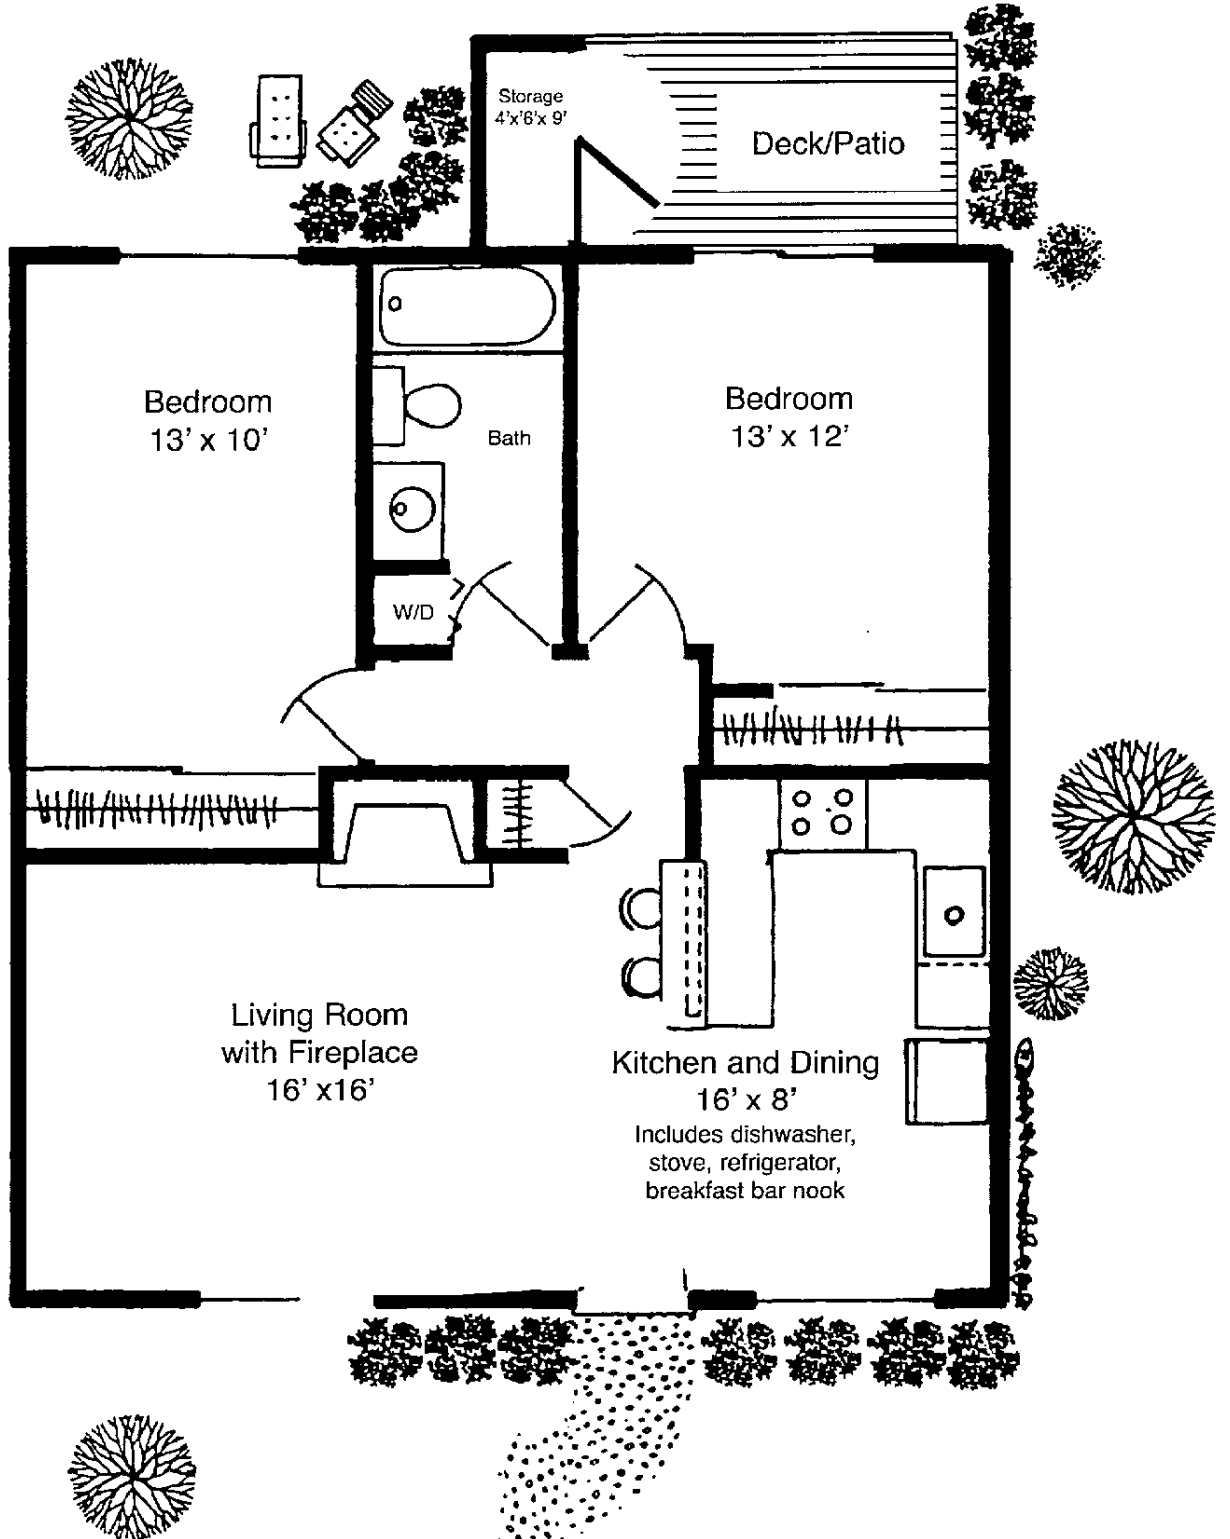 Storage
4'x'6'x 9'
Deck/Patio
Bedroom
13' x 10'
Bedroom
13' x 12'
Bath
W/D
Living Room
with Fireplace
16' x16'
Kitchen and Dining
16' x 8'
Includes dishwasher,
stove, refrigerator,
breakfast bar nook